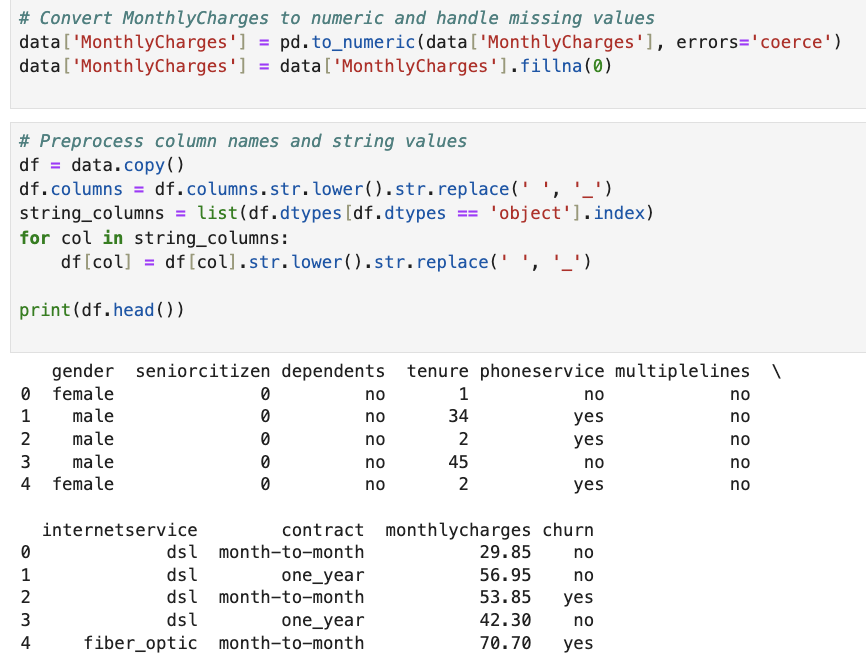 # Convert MonthlyCharges to numeric and handle missing values
data['MonthlyCharges'] = pd.to_numeric(data['MonthlyCharges'], errors='coerce')
data['MonthlyCharges'] = data['MonthlyCharges'].fillna(0)
# Preprocess column names and string values
df = data.copy()
df.columns = df.columns.str.lower().str.replace(' ', '_')
string_columns = list(df.dtypes[df.dtypes == 'object'].index)
for col in string_columns:
    df[col] = df[col].str.lower().str.replace(' ', '_')
print(df.head())
   gender  seniorcitizen dependents  tenure phoneservice multiplelines  \
0  female              0         no       1           no            no
1    male              0         no      34          yes            no
2    male              0         no       2          yes            no
3    male              0         no      45           no            no
4  female              0         no       2          yes            no
  internetservice        contract  monthlycharges churn
0             dsl  month-to-month           29.85    no
1             dsl        one_year           56.95    no
2             dsl  month-to-month           53.85   yes
3             dsl        one_year           42.30    no
4     fiber_optic  month-to-month           70.70   yes